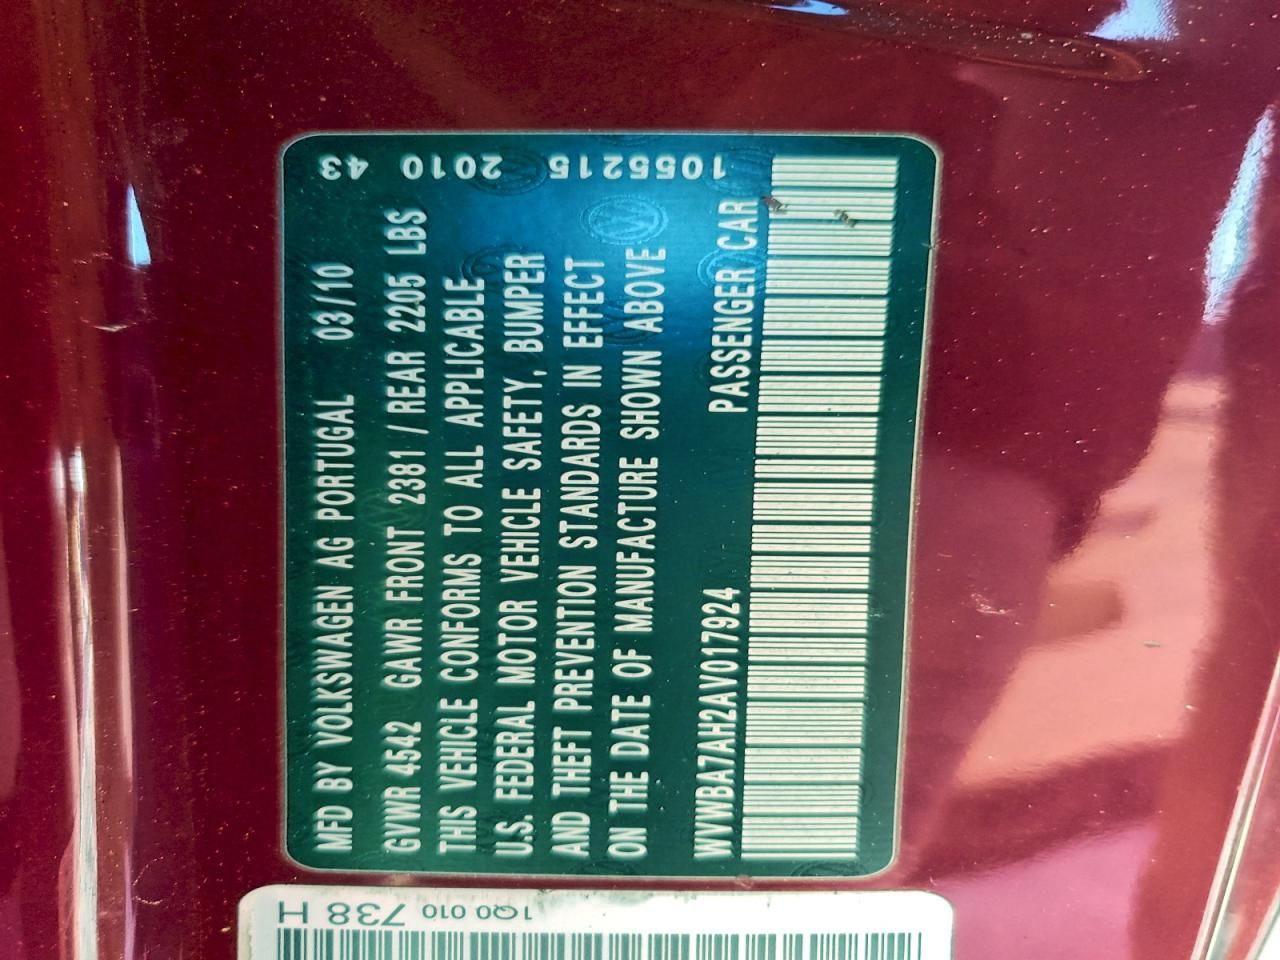 MFD BY VOLKSWAGEN AG PORTUGAL 03/10
GVWR 4542 GAWR FRONT 2381 / REAR 2205 LBS
THIS VEHICLE CONFORMS TO ALL APPLICABLE
U.S. FEDERAL MOTOR VEHICLE SAFETY, BUMPER
AND THEFT PREVENTION STANDARDS IN EFFECT
ON THE DATE OF MANUFACTURE SHOWN ABOVE
WVWBA7AH2AV017924 PASSENGER CAR
43 2010 1055215
1Q0 010 738 H